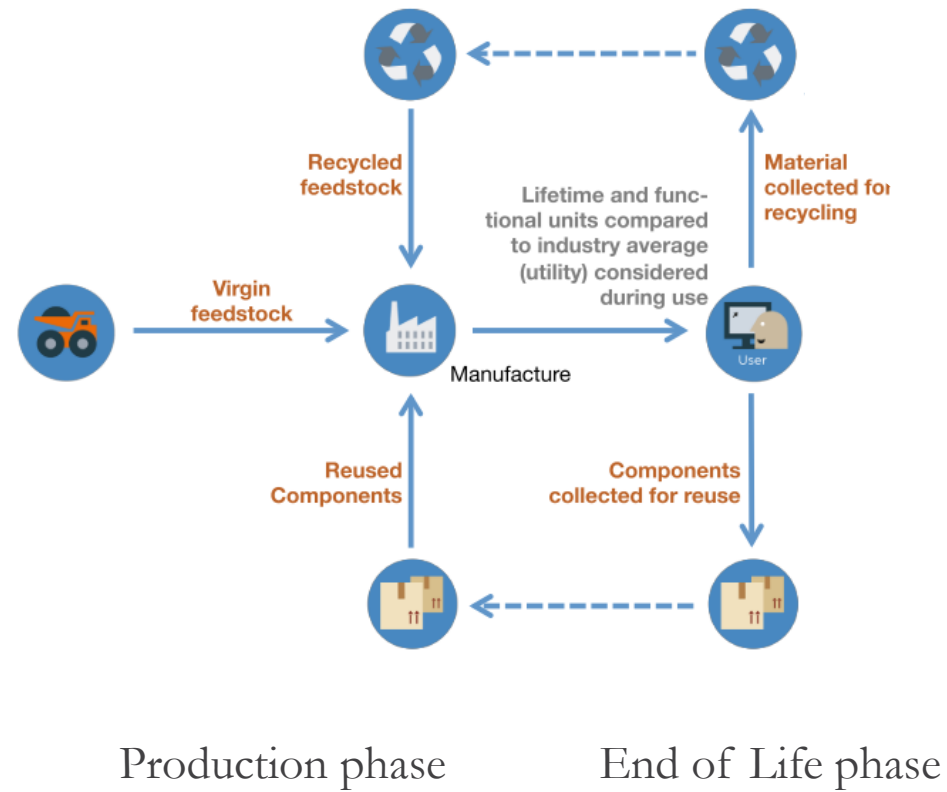 Recycled
feedstock
Material
collected for
recycling
Lifetime and func-
tional units compared
to industry average
(utility) considered
during use
Virgin
feedstock
User
Manufacture
Reused
Components
Components
collected for reuse
Production phase
End of Life phase